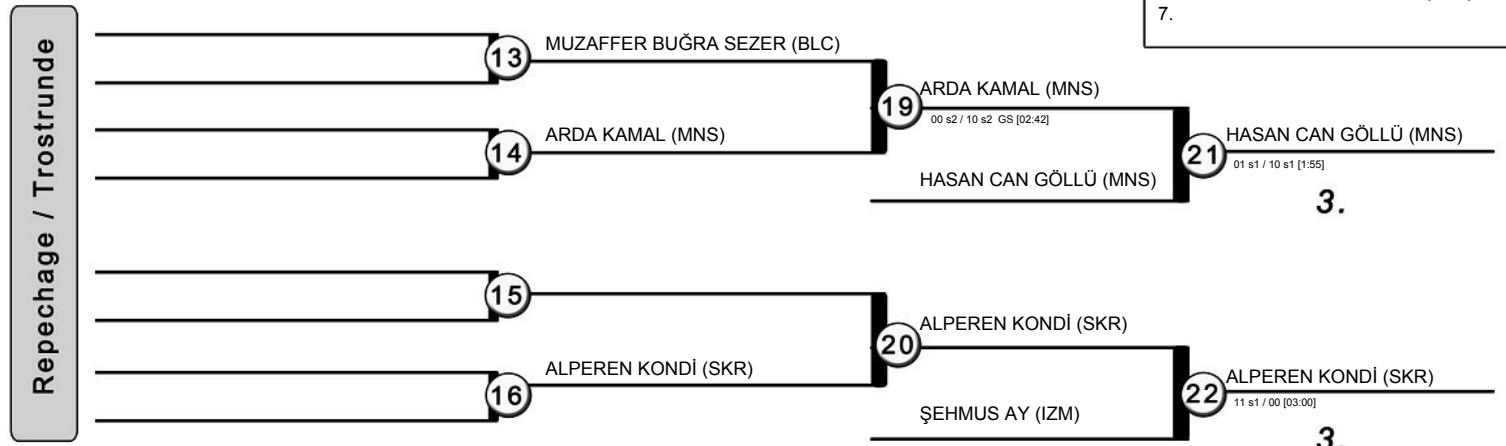 Repechage / Trostrunde
7.
13
MUZAFFER BUĞRA SEZER (BLC)
14
ARDA KAMAL (MNS)
19
ARDA KAMAL (MNS)
00 s2 / 10 s2 GS [02:42]
HASAN CAN GÖLLÜ (MNS)
21
HASAN CAN GÖLLÜ (MNS)
01 s1 / 10 s1 [1:55]
3.
15
16
ALPEREN KONDİ (SKR)
20
ALPEREN KONDİ (SKR)
ŞEHMUS AY (IZM)
22
ALPEREN KONDİ (SKR)
11 s1 / 00 [03:00]
3.